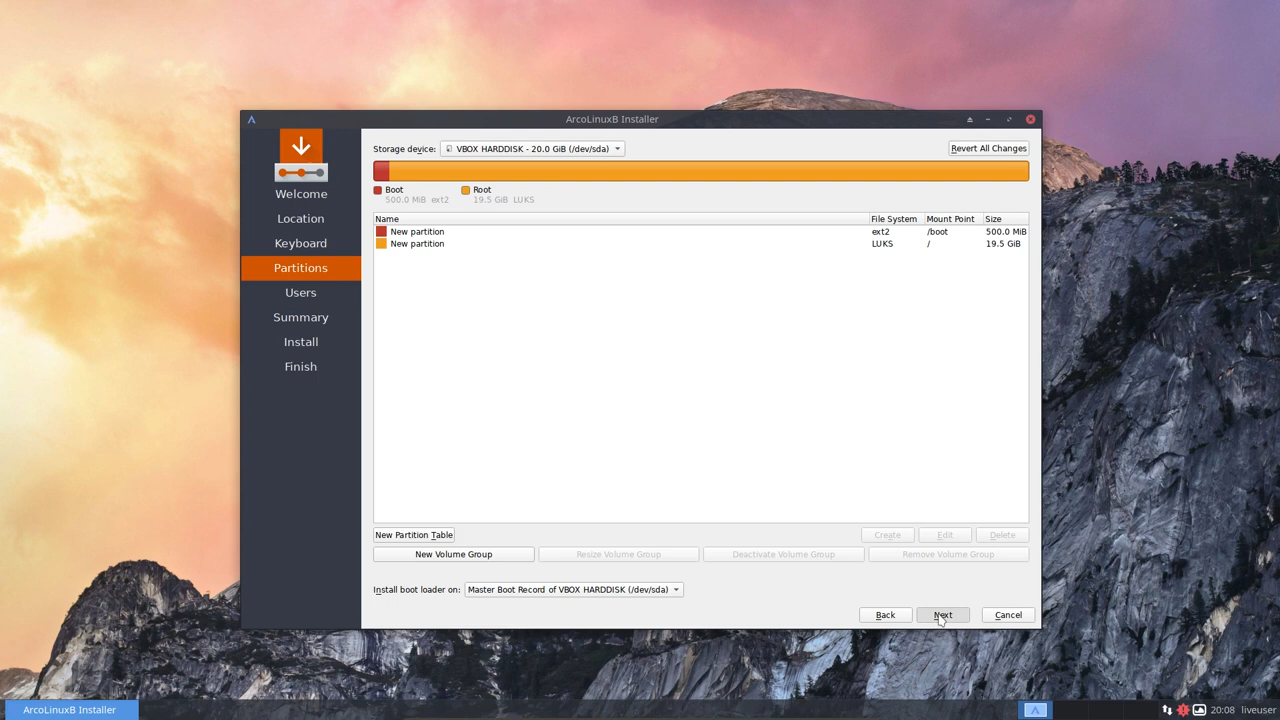 ArcoLinuxB Installer
Welcome
Location
Keyboard
Partitions
Users
Summary
Install
Finish
Storage device: VBOX HARDDISK - 20.0 GiB (/dev/sda) Revert All Changes
Boot Root
500.0 MiB ext2 19.5 GiB LUKS
Name File System Mount Point Size
New partition ext2 /boot 500.0 MiB
New partition LUKS / 19.5 GiB
New Partition Table Create Edit Delete
New Volume Group Resize Volume Group Deactivate Volume Group Remove Volume Group
Install boot loader on: Master Boot Record of VBOX HARDDISK (/dev/sda)
Back Next Cancel
ArcoLinuxB Installer 20:08 liveuser